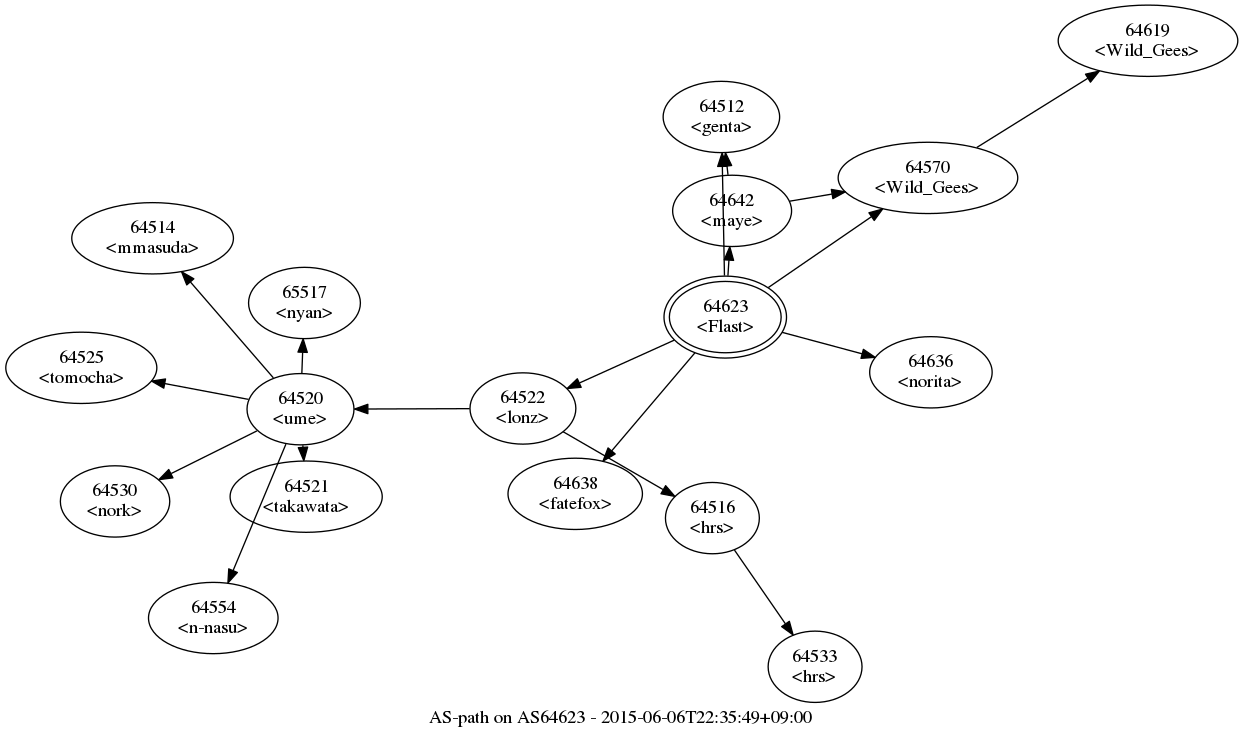 64619
<Wild_Gees>
64512
<genta>
64570
<Wild_Gees>
64642
<maye>
64514
<mmasuda>
65517
<nyan>
64623
<Flast>
64525
<tomocha>
64636
<norita>
64520
<ume>
64522
<lonz>
64530
<nork>
64521
<takawata>
64638
<fatefox>
64516
<hrs>
64554
<n-nasu>
64533
<hrs>
AS-path on AS64623 - 2015-06-06T22:35:49+09:00